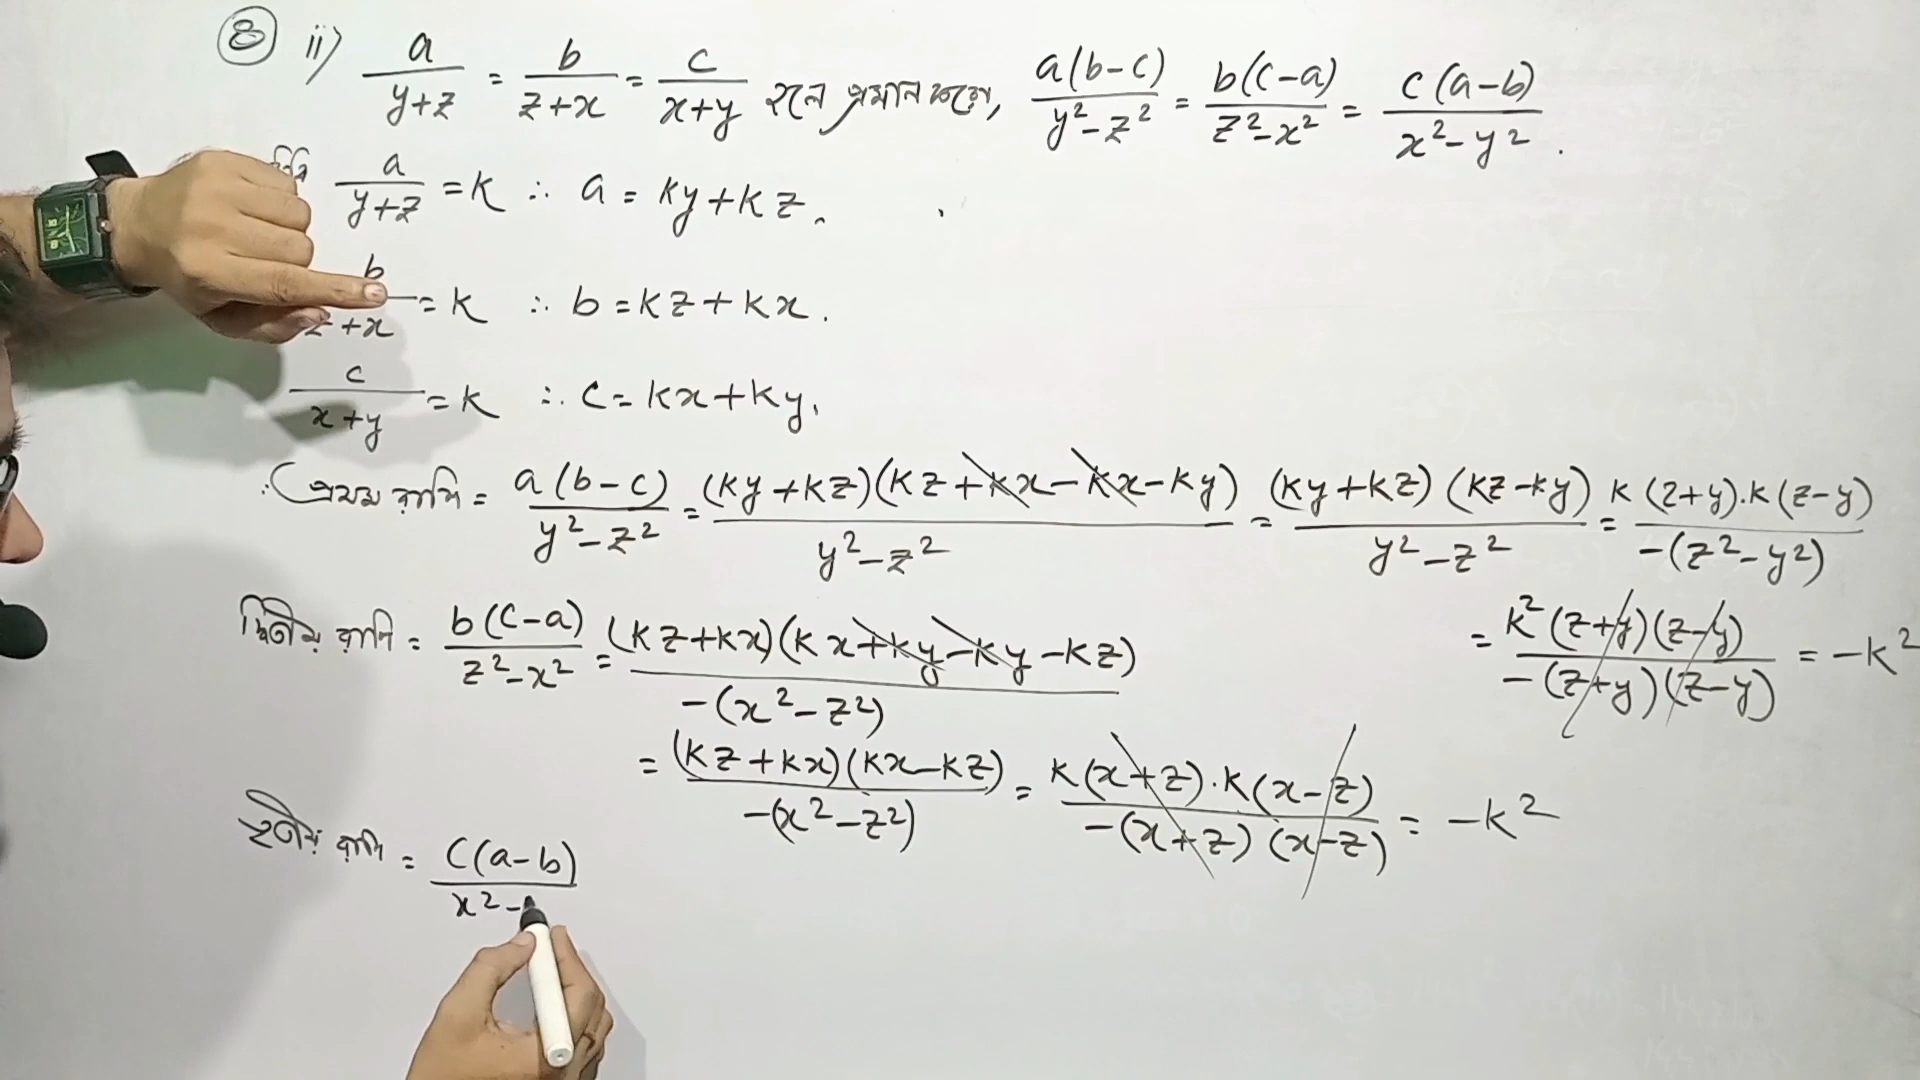 8 ii) a/(y+z) = b/(z+x) = c/(x+y) হলে প্রমান করো, a(b-c)/(y²-z²) = b(c-a)/(z²-x²) = c(a-b)/(x²-y²).
a/(y+z) = k ∴ a = ky+kz.
b/(z+x) = k ∴ b = kz+kx.
c/(x+y) = k ∴ c = kx+ky.
∴ প্রথম রাশি = a(b-c)/(y²-z²) = (ky+kz)(kz+kx-kx-ky)/(y²-z²) = (ky+kz)(kz-ky)/(y²-z²) = k(z+y).k(z-y)/-(z²-y²)
= k²(z+y)(z-y)/-(z+y)(z-y) = -k²
দ্বিতীয় রাশি = b(c-a)/(z²-x²) = (kz+kx)(kx+ky-ky-kz)/-(x²-z²)
= (kz+kx)(kx-kz)/-(x²-z²) = k(x+z).k(x-z)/-(x+z)(x-z) = -k²
তৃতীয় রাশি = c(a-b)/x²-